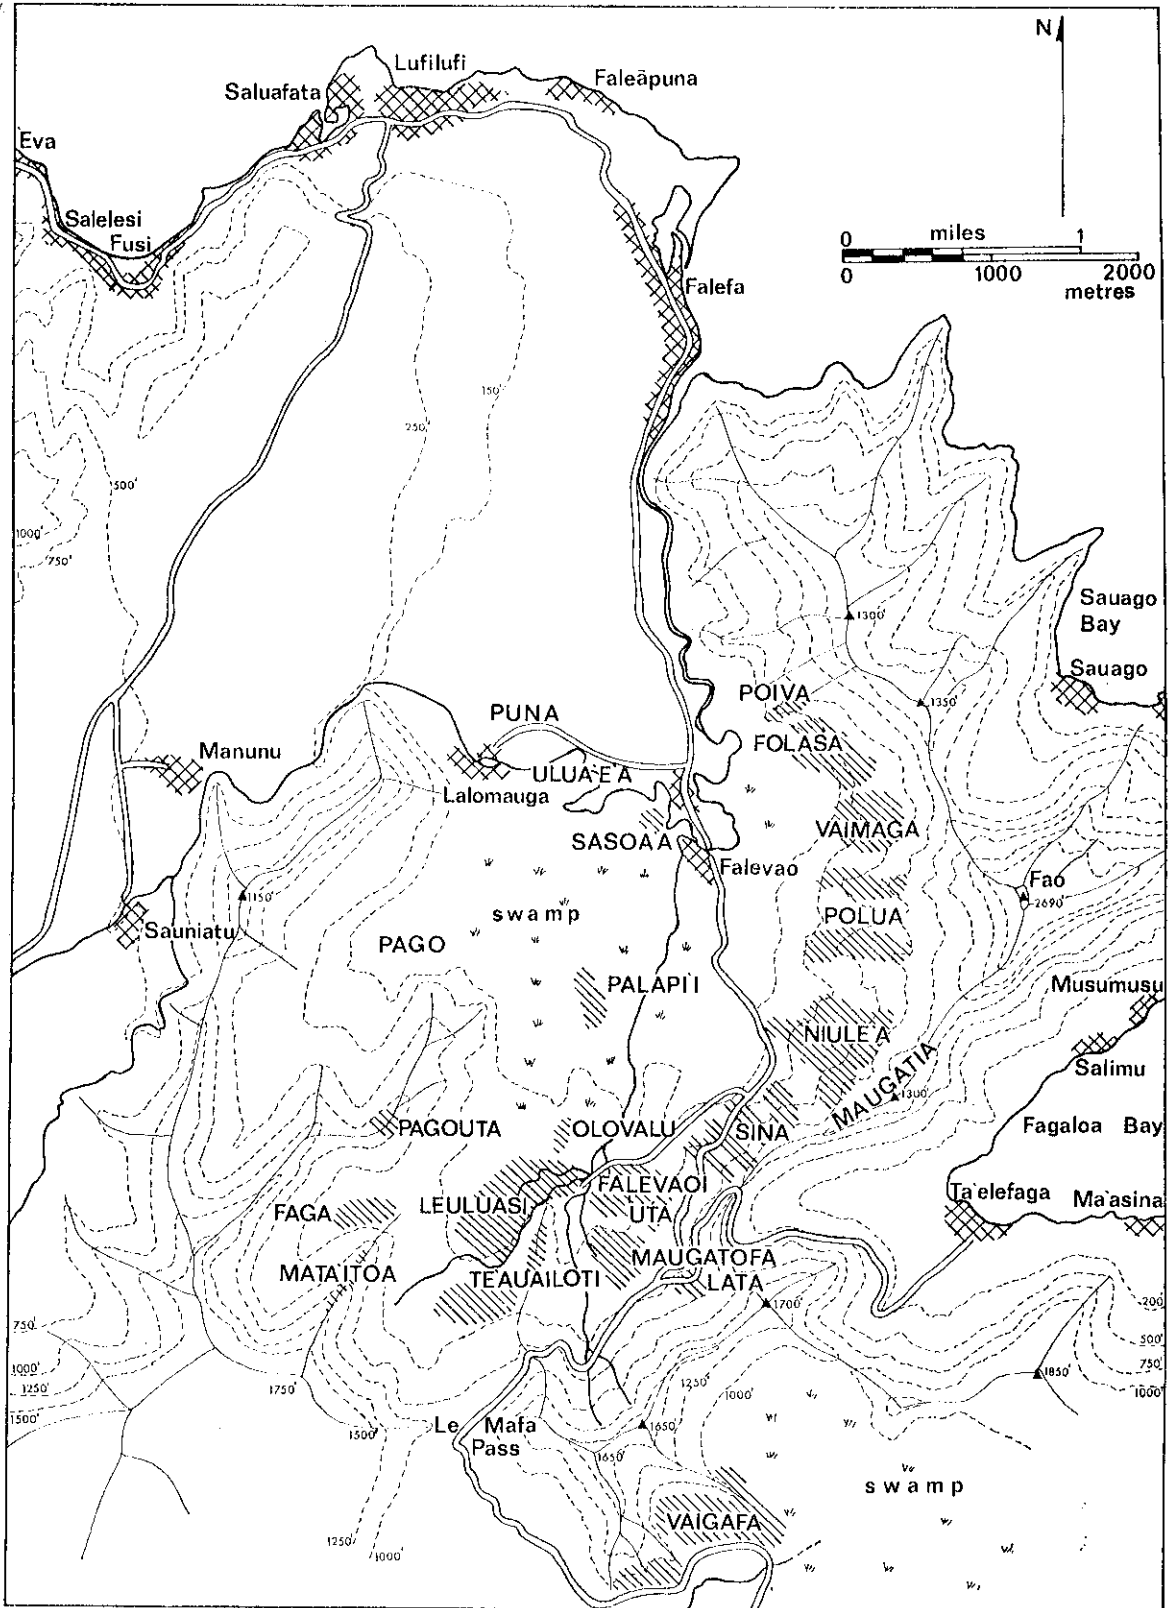 N
Lufilufi
Saluafata
Faleāpuna
Eva
Salelesi
Fusi
0 miles 1
0 1000 2000
metres
Falefa
150'
250'
500'
1000'
750'
1300'
Sauago
Bay
Sauago
POIVA
1350'
PUNA
FOLASA
Manunu
ULUA'E'A
Lalomauga
VAIMAGA
SASOA'A
Falevao
Fao
2690'
1150'
swamp
POLUA
Sauniatu
PAGO
PALAPI'I
Musumusu
NIULE'A
Salimu
MAUGATIA
1300'
PAGOUTA
OLOVALU
SINA
Fagaloa Bay
FALEVAOI
UTA
LEULUASI
Ta'elefaga
Ma'asina
FAGA
MATAITOA
TEAUAILOTI
MAUGATOFA
LATA
1700'
200'
750'
500'
1000'
750'
1250'
1750'
1250'
1000'
1850'
1000'
1500'
1500'
Le Mafa
Pass
1650'
1650'
swamp
VAIGAFA
1250'
1000'